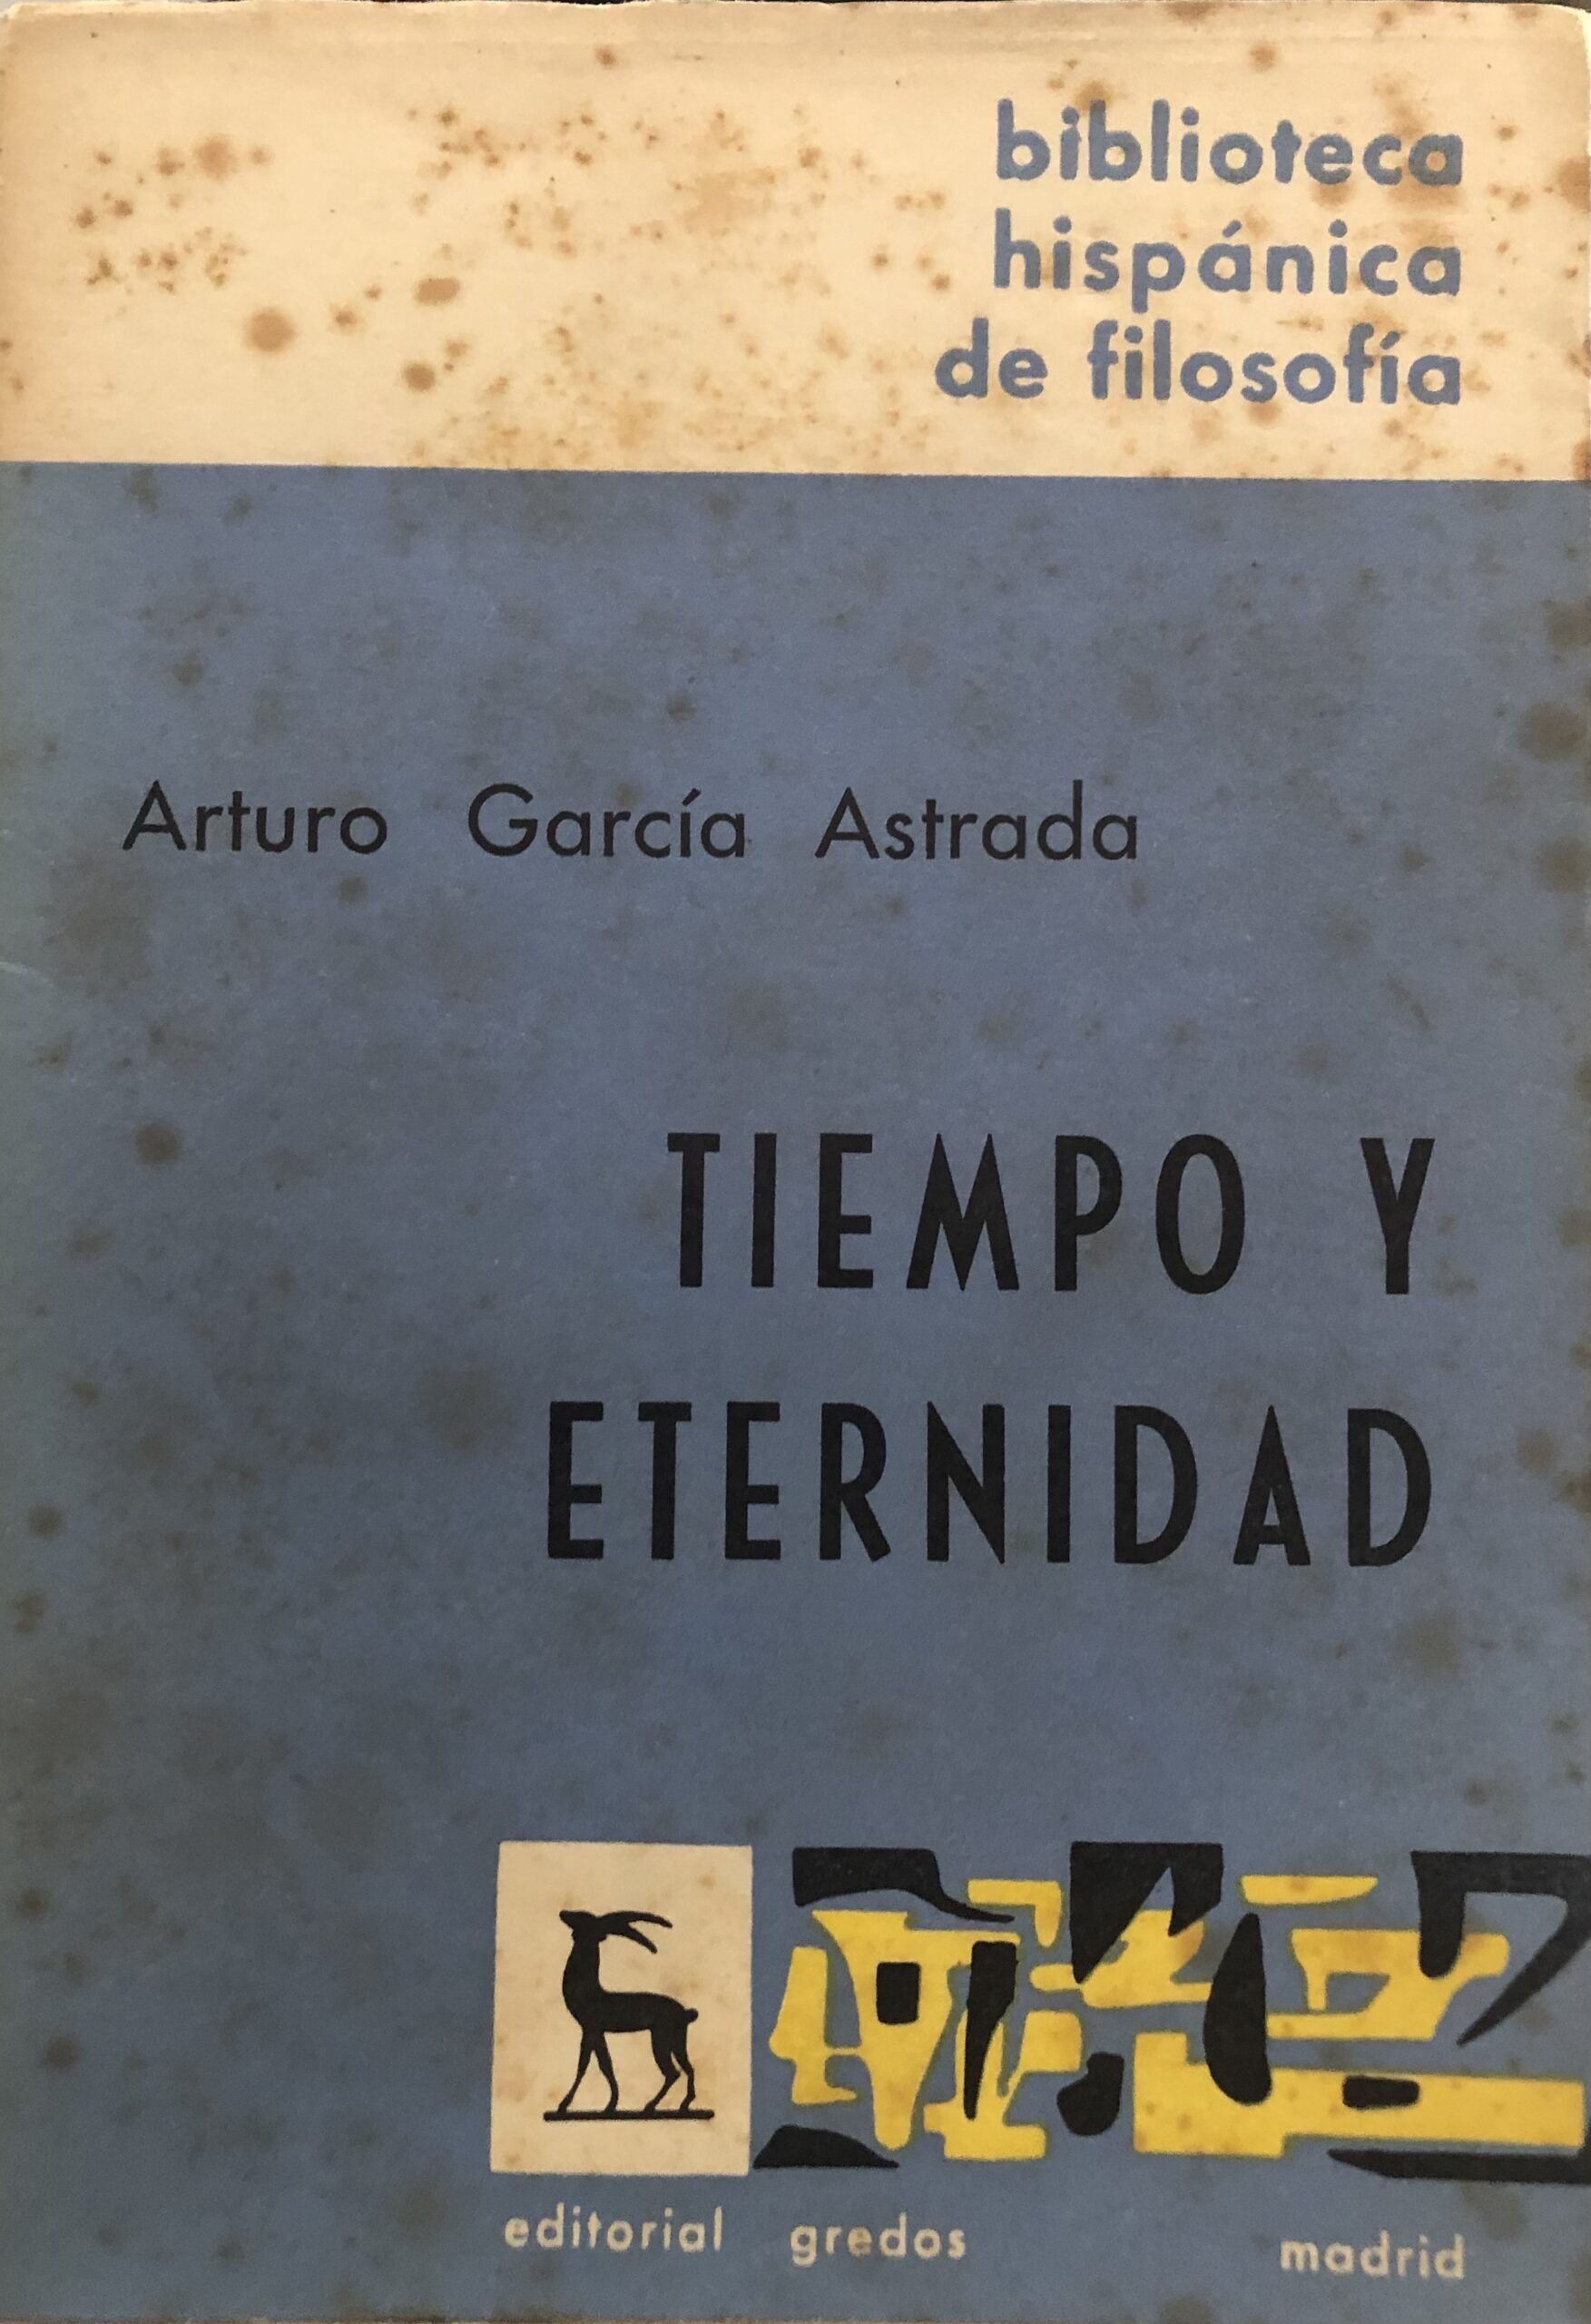 biblioteca
hispánica
de filosofía
Arturo García Astrada
TIEMPO Y
ETERNIDAD
editorial gredos madrid